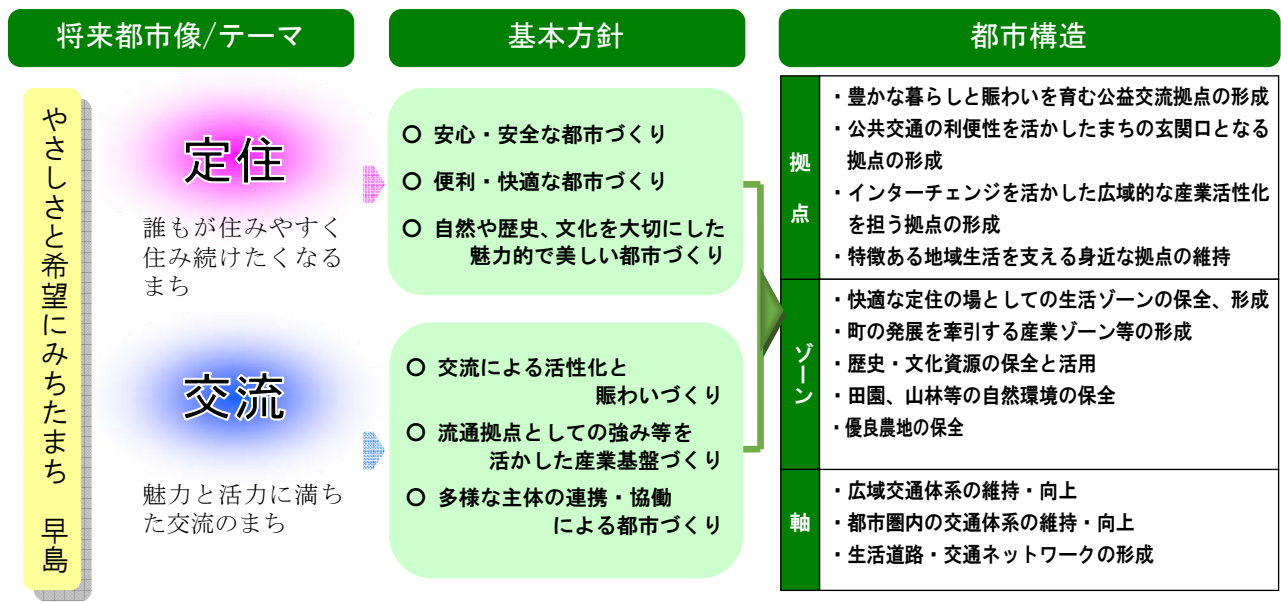 将来都市像/テーマ
やさしさと希望にみちたまち　早島
定住
誰もが住みやすく
住み続けたくなる
まち
交流
魅力と活力に満ち
た交流のまち
基本方針
○ 安心・安全な都市づくり
○ 便利・快適な都市づくり
○ 自然や歴史、文化を大切にした
魅力的で美しい都市づくり
○ 交流による活性化と
賑わいづくり
○ 流通拠点としての強み等を
活かした産業基盤づくり
○ 多様な主体の連携・協働
による都市づくり
都市構造
拠点
・豊かな暮らしと賑わいを育む公益交流拠点の形成
・公共交通の利便性を活かしたまちの玄関口となる
拠点の形成
・インターチェンジを活かした広域的な産業活性化
を担う拠点の形成
・特徴ある地域生活を支える身近な拠点の維持
ゾーン
・快適な定住の場としての生活ゾーンの保全、形成
・町の発展を牽引する産業ゾーン等の形成
・歴史・文化資源の保全と活用
・田園、山林等の自然環境の保全
・優良農地の保全
軸
・広域交通体系の維持・向上
・都市圏内の交通体系の維持・向上
・生活道路・交通ネットワークの形成